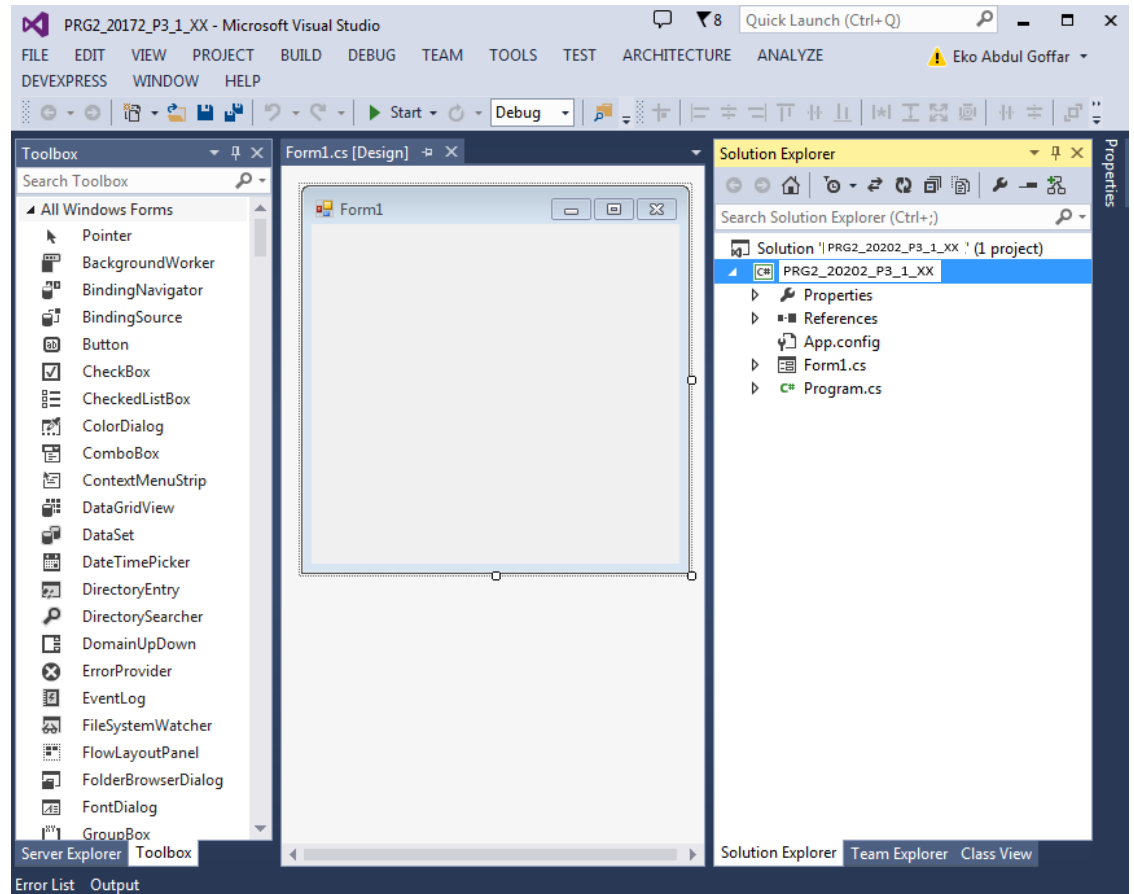 PRG2_20172_P3_1_XX - Microsoft Visual Studio
8
Quick Launch (Ctrl+Q)
FILE EDIT VIEW PROJECT BUILD DEBUG TEAM TOOLS TEST ARCHITECTURE ANALYZE
Eko Abdul Goffar
DEVEXPRESS WINDOW HELP
Start
Debug
Toolbox
Search Toolbox
All Windows Forms
Pointer
BackgroundWorker
BindingNavigator
BindingSource
Button
CheckBox
CheckedListBox
ColorDialog
ComboBox
ContextMenuStrip
DataGridView
DataSet
DateTimePicker
DirectoryEntry
DirectorySearcher
DomainUpDown
ErrorProvider
EventLog
FileSystemWatcher
FlowLayoutPanel
FolderBrowserDialog
FontDialog
GroupBox
Server Explorer Toolbox
Form1.cs [Design]
Form1
Solution Explorer
Search Solution Explorer (Ctrl+;)
Solution 'PRG2_20202_P3_1_XX' (1 project)
C# PRG2_20202_P3_1_XX
Properties
References
App.config
Form1.cs
C# Program.cs
Solution Explorer Team Explorer Class View
Properties
Error List Output